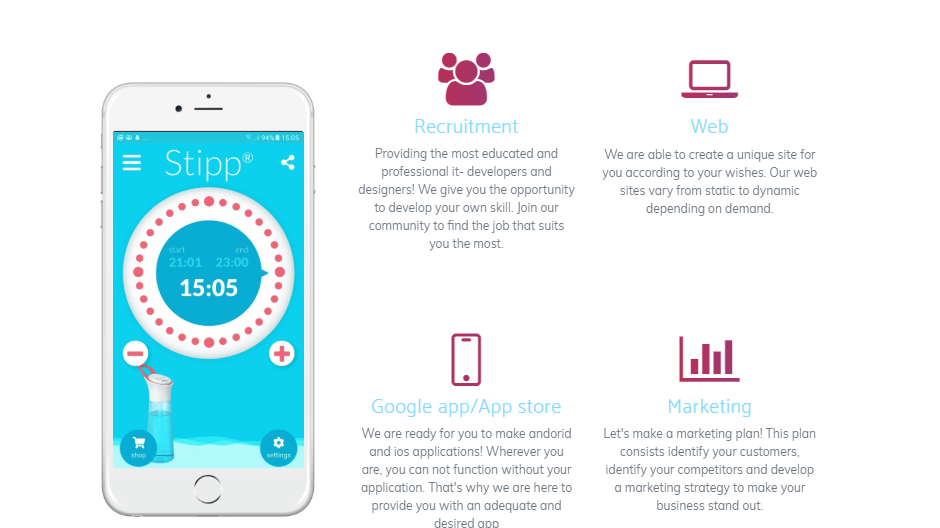 94% 15:05
Stipp®
start end
21:01 23:00
15:05
shop
settings
Recruitment
Providing the most educated and
professional it- developers and
designers! We give you the opportunity
to develop your own skill. Join our
community to find the job that suits
you the most.
Web
We are able to create a unique site for
you according to your wishes. Our web
sites vary from static to dynamic
depending on demand.
Google app/App store
We are ready for you to make andorid
and ios applications! Wherever you
are, you can not function without your
application. That's why we are here to
provide you with an adequate and
desired app
Marketing
Let's make a marketing plan! This plan
consists identify your customers,
identify your competitors and develop
a marketing strategy to make your
business stand out.